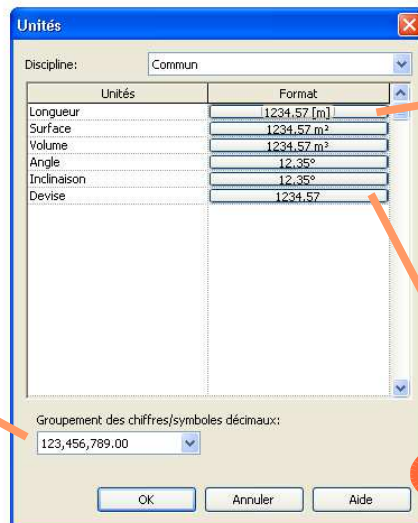 Unités
Discipline: Commun
Unités Format
Longueur 1234.57 [m]
Surface 1234.57 m²
Volume 1234.57 m³
Angle 12.35°
Inclinaison 12.35°
Devise 1234.57
Groupement des chiffres/symboles décimaux:
123,456,789.00
OK Annuler Aide